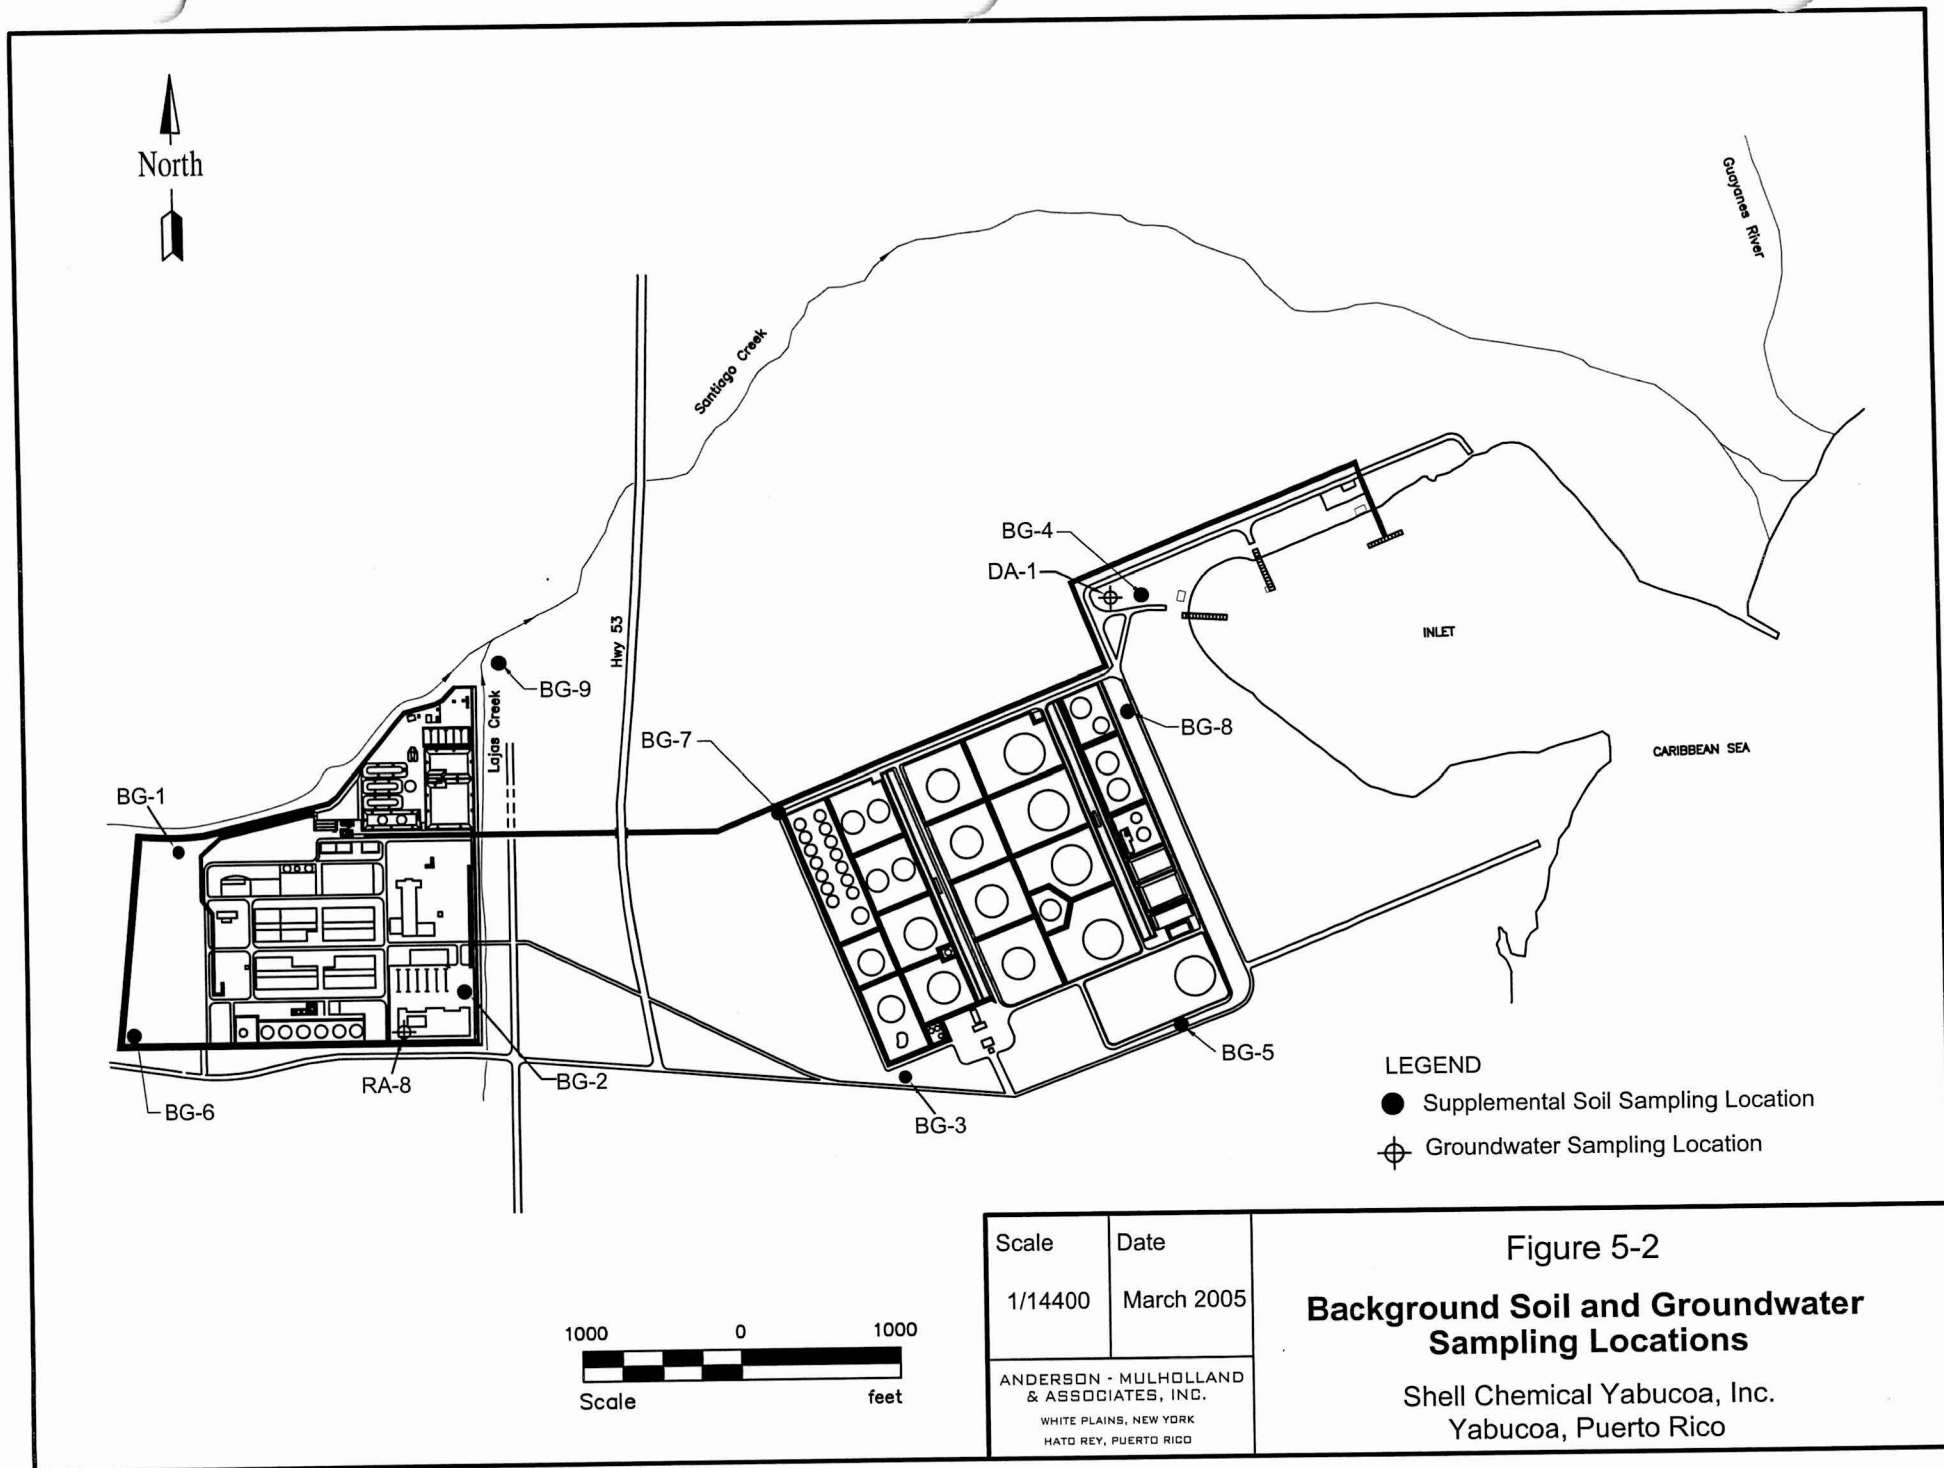 North
Guayanes River
Santiago Creek
Hwy 53
Lajas Creek
BG-4
DA-1
INLET
BG-9
BG-7
BG-8
CARIBBEAN SEA
BG-1
BG-5
RA-8
BG-2
BG-6
BG-3
LEGEND
Supplemental Soil Sampling Location
Groundwater Sampling Location
1000 0 1000
Scale feet
Scale
1/14400
Date
March 2005
ANDERSON - MULHOLLAND
& ASSOCIATES, INC.
WHITE PLAINS, NEW YORK
HATO REY, PUERTO RICO
Figure 5-2
Background Soil and Groundwater
Sampling Locations
Shell Chemical Yabucoa, Inc.
Yabucoa, Puerto Rico